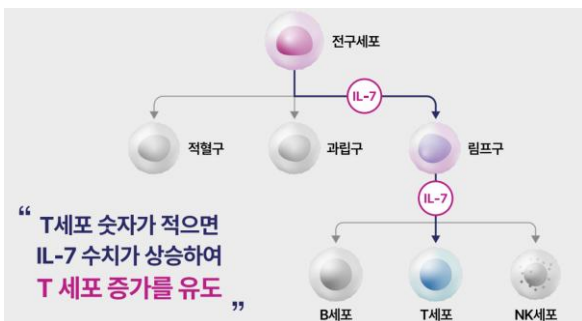 전구세포
IL-7
적혈구
과립구
림프구
IL-7
“ T세포 숫자가 적으면
IL-7 수치가 상승하여
T 세포 증가를 유도 ”
B세포
T세포
NK세포